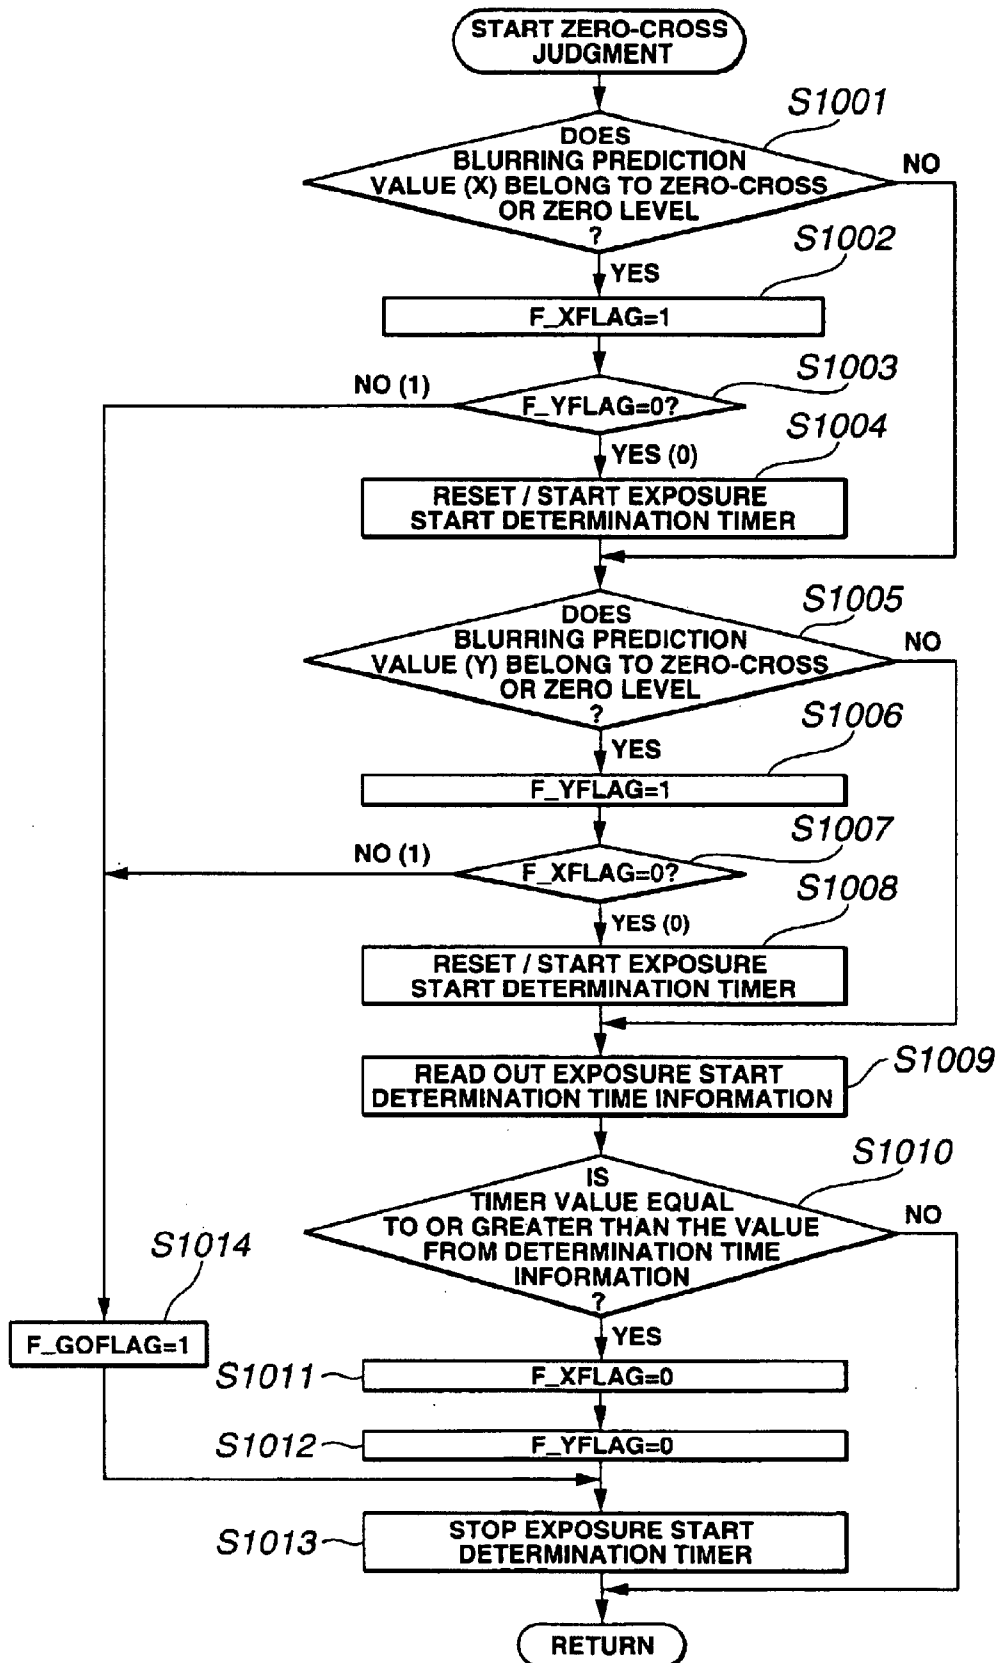 START ZERO-CROSS
JUDGMENT
S1001
DOES
BLURRING PREDICTION
VALUE (X) BELONG TO ZERO-CROSS
OR ZERO LEVEL
?
NO
YES
S1002
F_XFLAG=1
S1003
NO (1)
F_YFLAG=0?
YES (0)
S1004
RESET / START EXPOSURE
START DETERMINATION TIMER
S1005
DOES
BLURRING PREDICTION
VALUE (Y) BELONG TO ZERO-CROSS
OR ZERO LEVEL
?
NO
YES
S1006
F_YFLAG=1
S1007
NO (1)
F_XFLAG=0?
YES (0)
S1008
RESET / START EXPOSURE
START DETERMINATION TIMER
S1009
READ OUT EXPOSURE START
DETERMINATION TIME INFORMATION
S1010
IS
TIMER VALUE EQUAL
TO OR GREATER THAN THE VALUE
FROM DETERMINATION TIME
INFORMATION
?
NO
YES
S1014
F_GOFLAG=1
S1011
F_XFLAG=0
S1012
F_YFLAG=0
S1013
STOP EXPOSURE START
DETERMINATION TIMER
RETURN